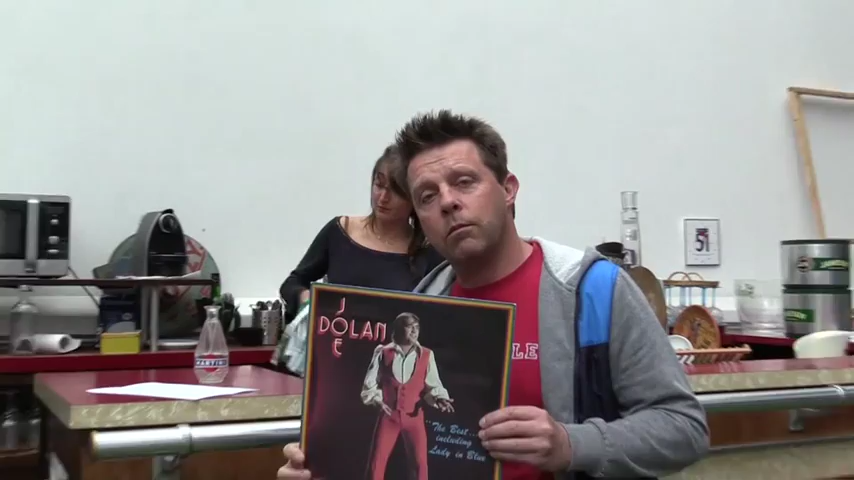 JOE
DOLAN
"The Best...
including
Lady in Blue
LE
51
MARTINI